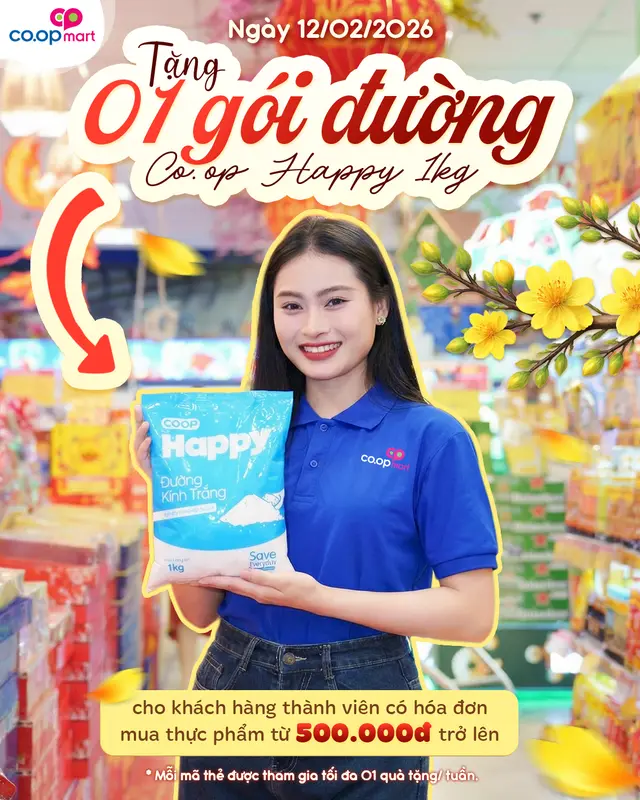 co.opmart
Ngày 12/02/2026
Tặng
01 gói đường
Co.op Happy 1kg
co.opmart
CO.OP
Happy
Đường
Kính Trắng
1kg
Save
everyday
cho khách hàng thành viên có hóa đơn
mua thực phẩm từ 500.000đ trở lên
* Mỗi mã thẻ được tham gia tối đa 01 quà tặng/ tuần.